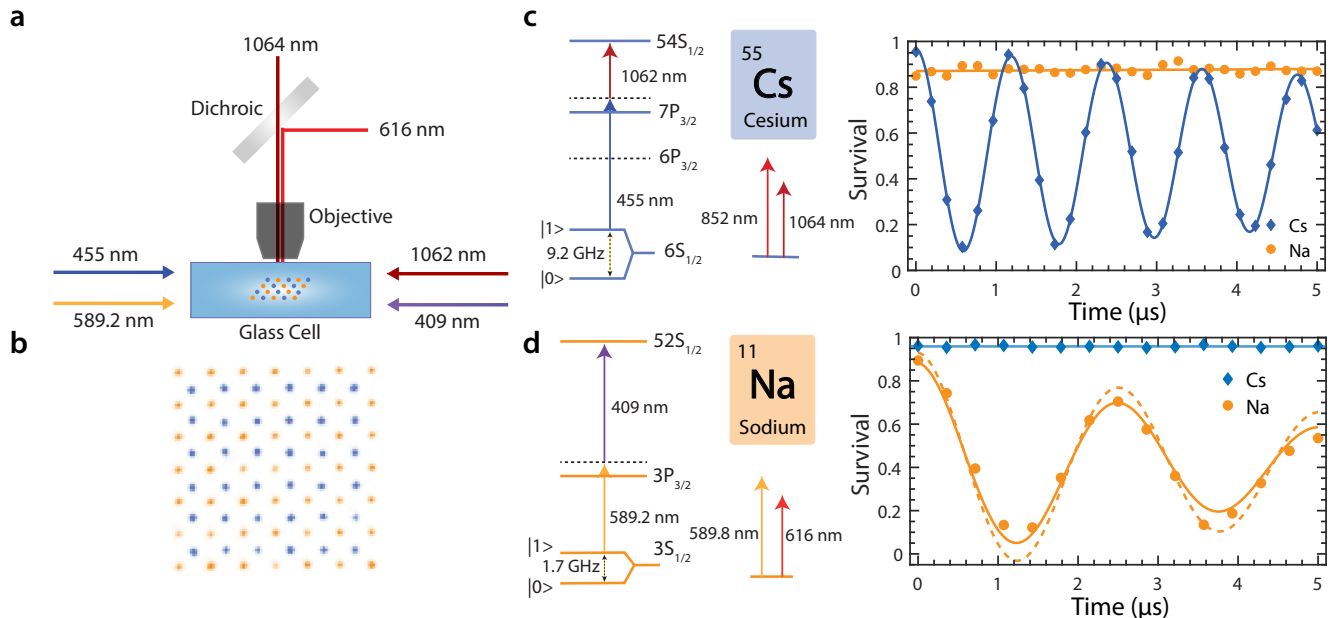 a
1064 nm
Dichroic
616 nm
Objective
455 nm
1062 nm
589.2 nm
409 nm
Glass Cell
b
c
54S1/2
1062 nm
7P3/2
6P3/2
455 nm
|1>
9.2 GHz
6S1/2
|0>
55
Cs
Cesium
852 nm
1064 nm
1
0.8
0.6
0.4
0.2
0
Survival
Cs
Na
0 1 2 3 4 5
Time (μs)
d
52S1/2
409 nm
3P3/2
589.2 nm
|1>
3S1/2
1.7 GHz
|0>
11
Na
Sodium
589.8 nm
616 nm
1
0.8
0.6
0.4
0.2
0
Survival
Cs
Na
0 1 2 3 4 5
Time (μs)